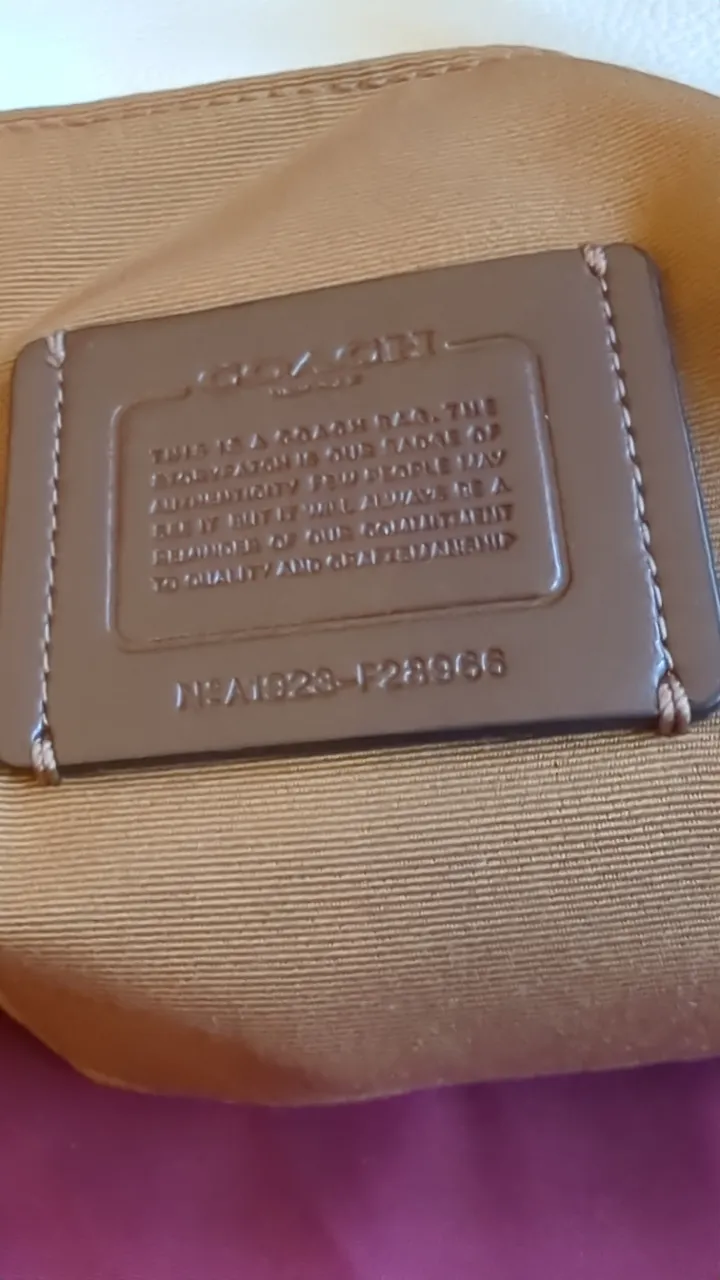 COACH
THIS IS A COACH BAG. THE
STORYPATCH IS OUR BADGE OF
AUTHENTICITY. FEW PEOPLE MAY
SEE IT BUT IT WILL ALWAYS BE A
REMINDER OF OUR COMMITMENT
TO QUALITY AND CRAFTSMANSHIP
Nº A1923-F28966